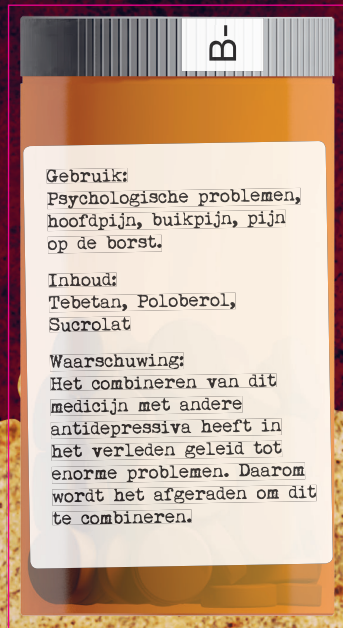 B-
Gebruik:
Psychologische problemen,
hoofdpijn, buikpijn, pijn
op de borst.
Inhoud:
Tebetan, Poloberol,
Sucrolat
Waarschuwing:
Het combineren van dit
medicijn met andere
antidepressiva heeft in
het verleden geleid tot
enorme problemen. Daarom
wordt het afgeraden om dit
te combineren.